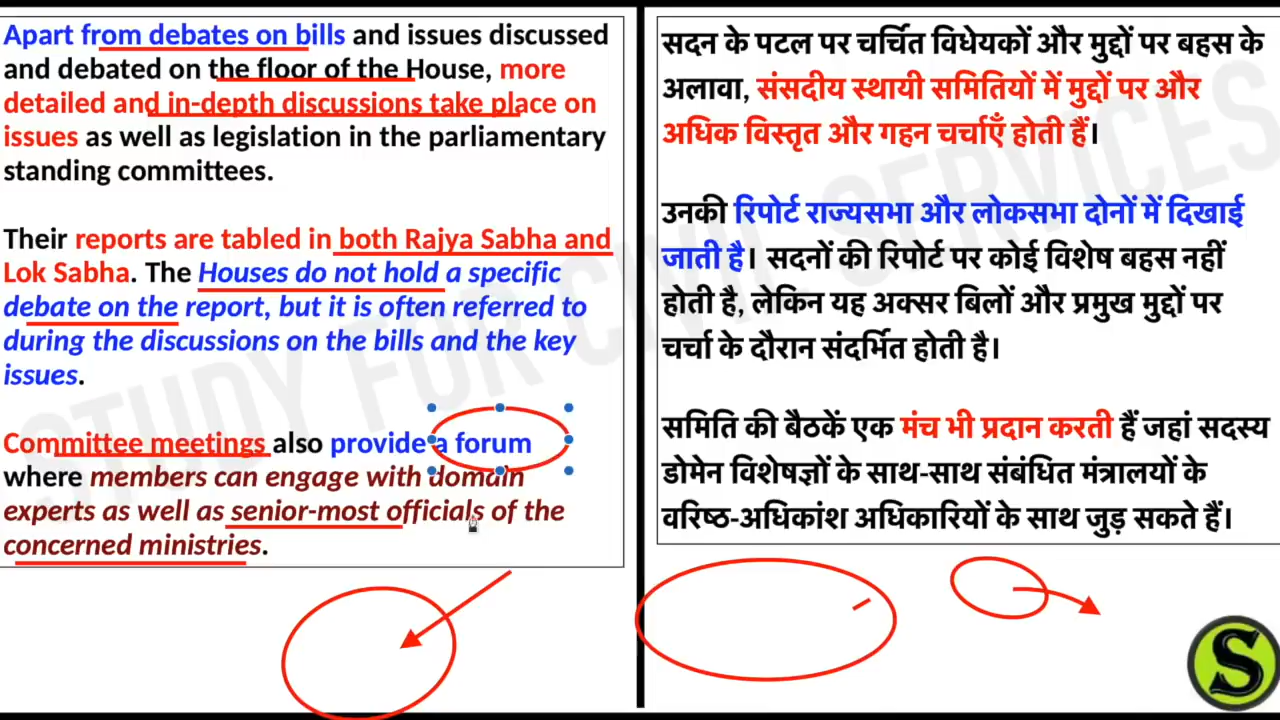 Apart from debates on bills and issues discussed
and debated on the floor of the House, more
detailed and in-depth discussions take place on
issues as well as legislation in the parliamentary
standing committees.
Their reports are tabled in both Rajya Sabha and
Lok Sabha. The Houses do not hold a specific
debate on the report, but it is often referred to
during the discussions on the bills and the key
issues.
Committee meetings also provide a forum
where members can engage with domain
experts as well as senior-most officials of the
concerned ministries.
सदन के पटल पर चर्चित विधेयकों और मुद्दों पर बहस के
अलावा, संसदीय स्थायी समितियों में मुद्दों पर और
अधिक विस्तृत और गहन चर्चाएँ होती हैं।
उनकी रिपोर्ट राज्यसभा और लोकसभा दोनों में दिखाई
जाती है। सदनों की रिपोर्ट पर कोई विशेष बहस नहीं
होती है, लेकिन यह अक्सर बिलों और प्रमुख मुद्दों पर
चर्चा के दौरान संदर्भित होती है।
समिति की बैठकें एक मंच भी प्रदान करती हैं जहां सदस्य
डोमेन विशेषज्ञों के साथ-साथ संबंधित मंत्रालयों के
वरिष्ठ-अधिकांश अधिकारियों के साथ जुड़ सकते हैं।
STUDY FOR CIVIL SERVICES
S